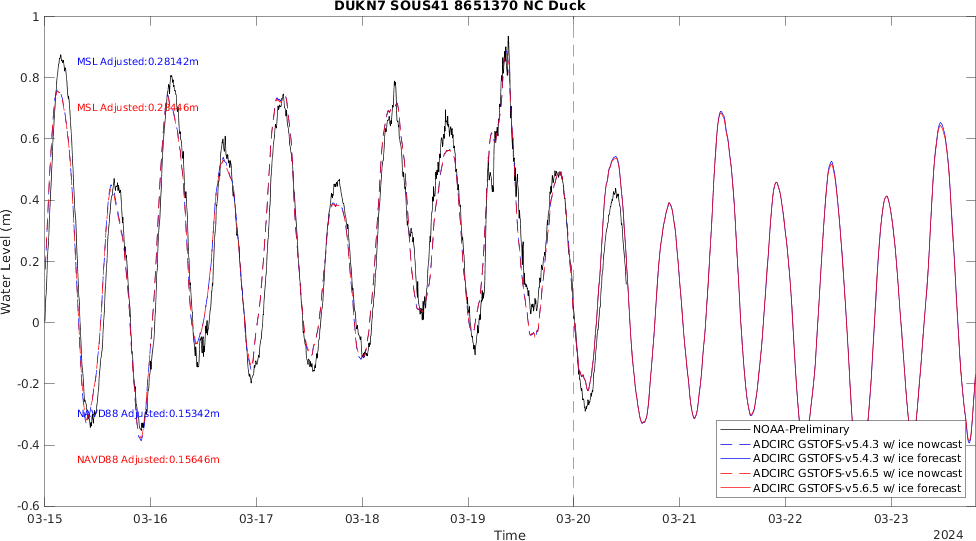 DUKN7 SOUS41 8651370 NC Duck
1
0.8
0.6
0.4
0.2
0
-0.2
-0.4
-0.6
Water Level (m)
MSL Adjusted:0.28142m
MSL Adjusted:0.28446m
NAVD88 Adjusted:0.15342m
NAVD88 Adjusted:0.15646m
NOAA-Preliminary
ADCIRC GSTOFS-v5.4.3 w/ ice nowcast
ADCIRC GSTOFS-v5.4.3 w/ ice forecast
ADCIRC GSTOFS-v5.6.5 w/ ice nowcast
ADCIRC GSTOFS-v5.6.5 w/ ice forecast
03-15 03-16 03-17 03-18 03-19 03-20 03-21 03-22 03-23
Time
2024